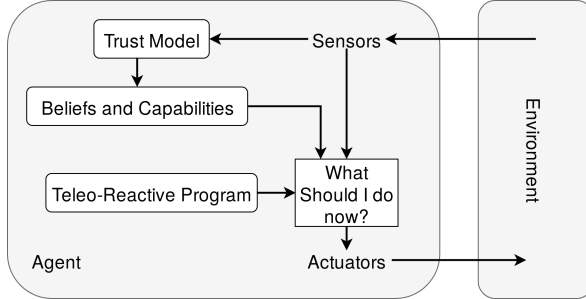 Trust Model
Sensors
Beliefs and Capabilities
Environment
What
Should I do
now?
Teleo-Reactive Program
Agent
Actuators